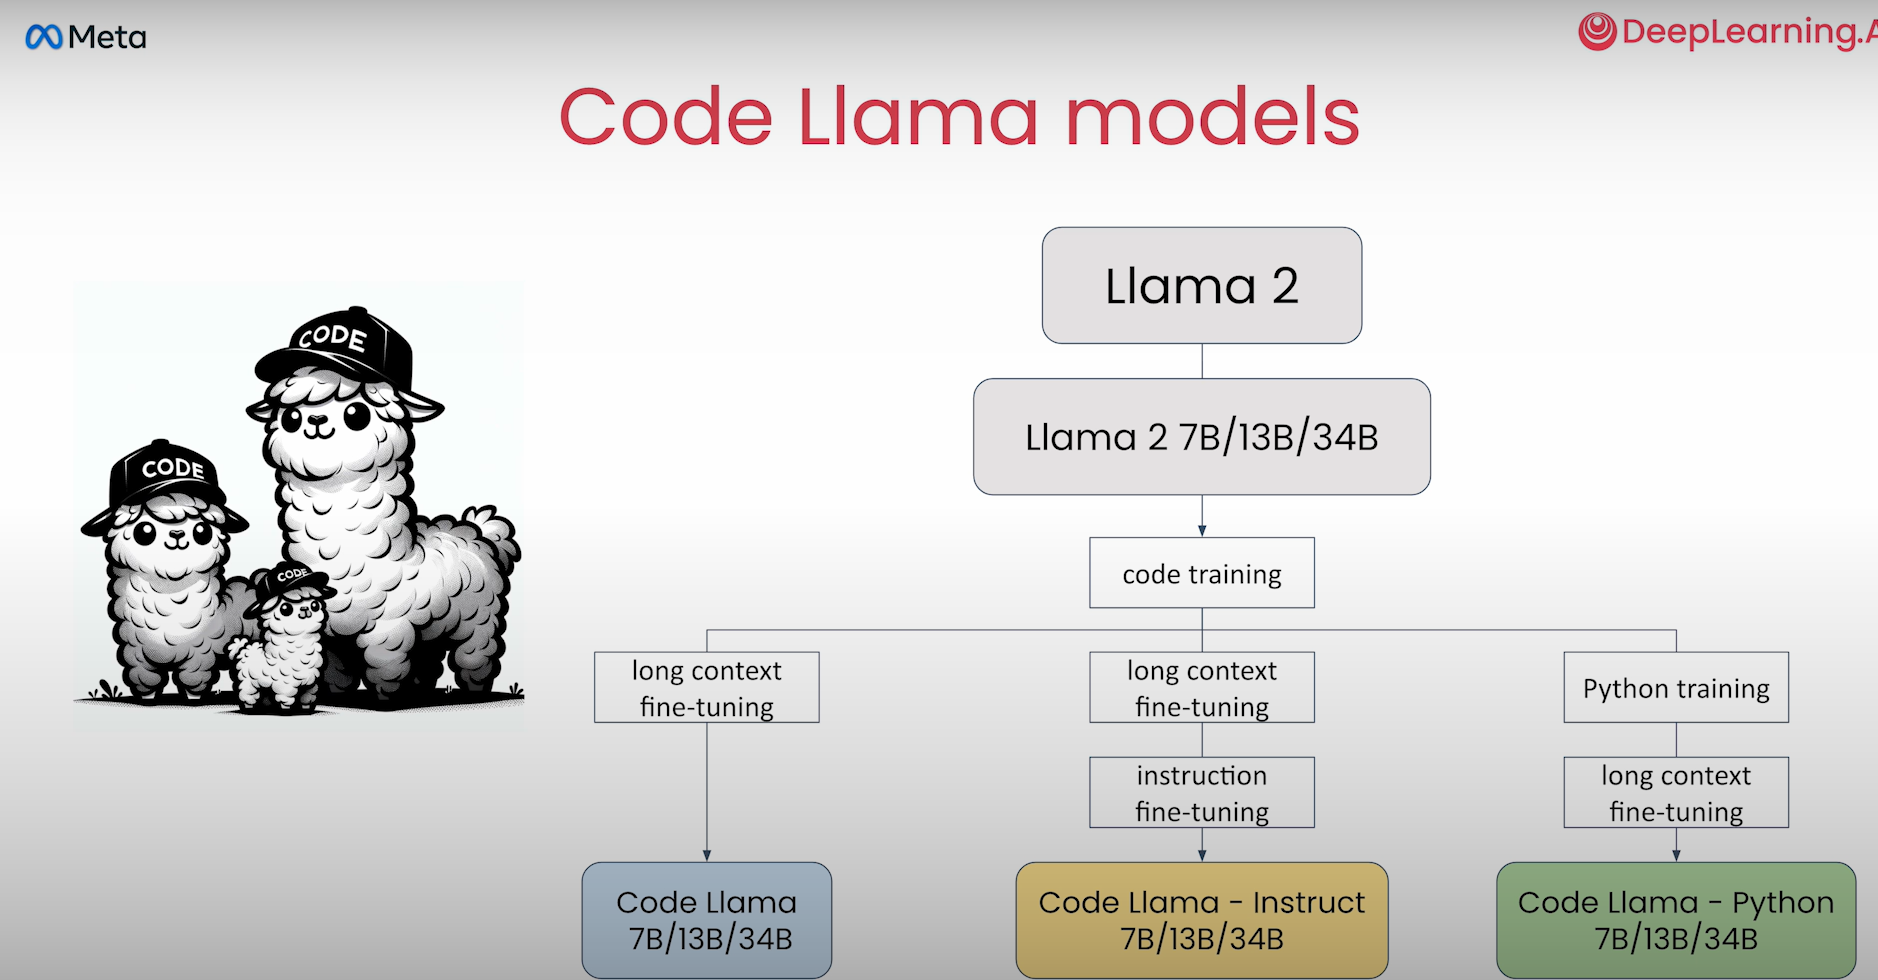 Meta
DeepLearning.A
Code Llama models
CODE
CODE
CODE
Llama 2
Llama 2 7B/13B/34B
code training
long context
fine-tuning
long context
fine-tuning
Python training
instruction
fine-tuning
long context
fine-tuning
Code Llama
7B/13B/34B
Code Llama - Instruct
7B/13B/34B
Code Llama - Python
7B/13B/34B